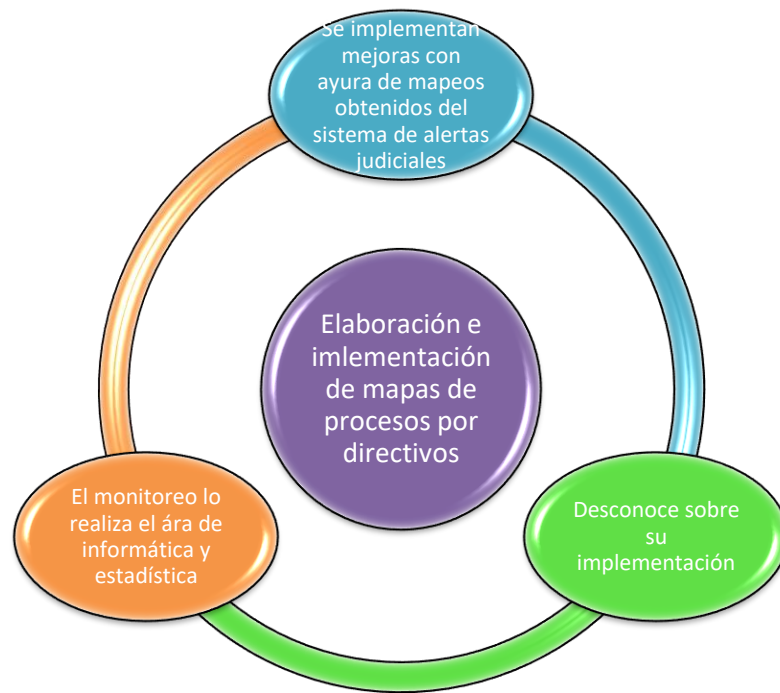 Se implementan
mejoras con
ayura de mapeos
obtenidos del
sistema de alertas
judiciales
Elaboración e
imlementación
de mapas de
procesos por
directivos
El monitoreo lo
realiza el ára de
informática y
estadística
Desconoce sobre
su
implementación